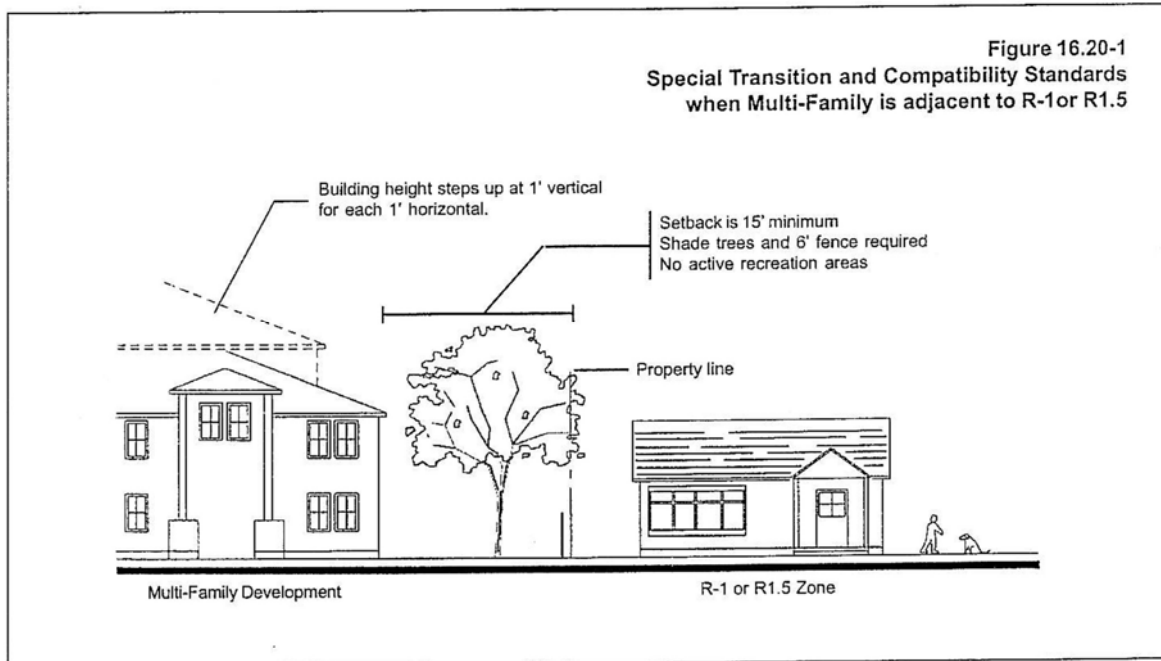 Figure 16.20-1
Special Transition and Compatibility Standards
when Multi-Family is adjacent to R-1or R1.5
Building height steps up at 1' vertical
for each 1' horizontal.
Setback is 15' minimum
Shade trees and 6' fence required
No active recreation areas
Property line
Multi-Family Development
R-1 or R1.5 Zone